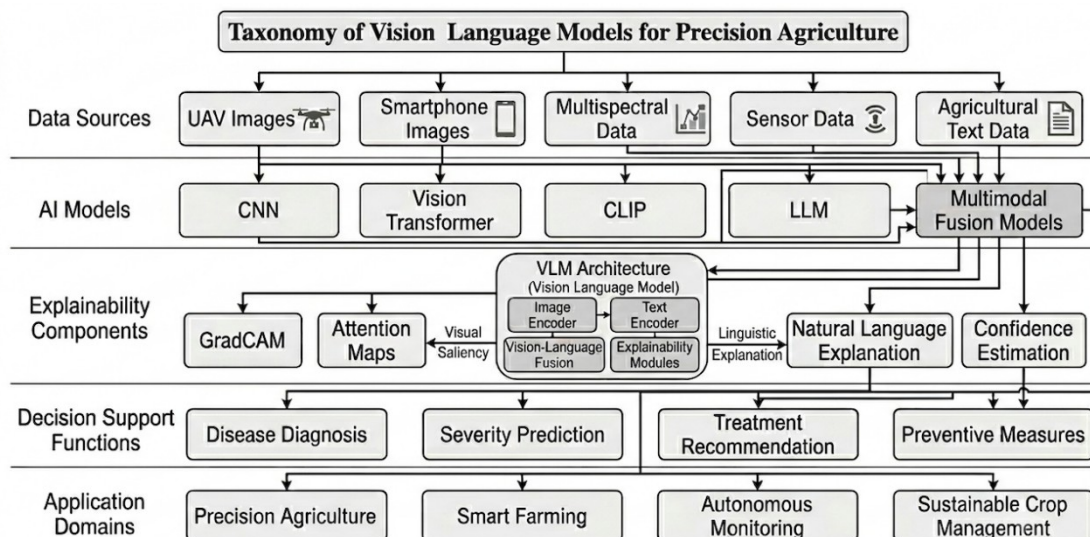 Taxonomy of Vision Language Models for Precision Agriculture
Data Sources
UAV Images
Smartphone
Images
Multispectral
Data
Sensor Data
Agricultural
Text Data
AI Models
CNN
Vision
Transformer
CLIP
LLM
Multimodal
Fusion Models
Explainability
Components
GradCAM
Attention
Maps
Visual
Saliency
VLM Architecture
(Vision Language Model)
Image
Encoder
Text
Encoder
Vision-Language
Fusion
Explainability
Modules
Linguistic
Explanation
Natural Language
Explanation
Confidence
Estimation
Decision Support
Functions
Disease Diagnosis
Severity Prediction
Treatment
Recommendation
Preventive Measures
Application
Domains
Precision Agriculture
Smart Farming
Autonomous
Monitoring
Sustainable Crop
Management